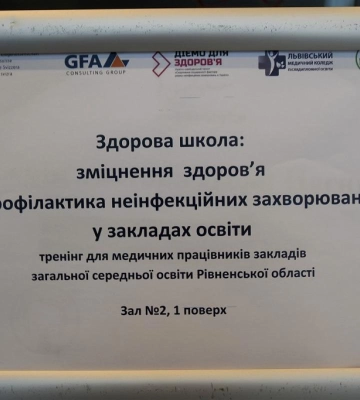 GFA
CONSULTING GROUP
ДІЄМО ДЛЯ
ЗДОРОВ'Я
ЛЬВІВСЬКИЙ
МЕДИЧНИЙ КОЛЕДЖ
Здорова школа:
зміцнення здоров’я
рофілактика неінфекційних захворюван
у закладах освіти
тренінг для медичних працівників закладів
загальної середньої освіти Рівненської області
Зал №2, 1 поверх